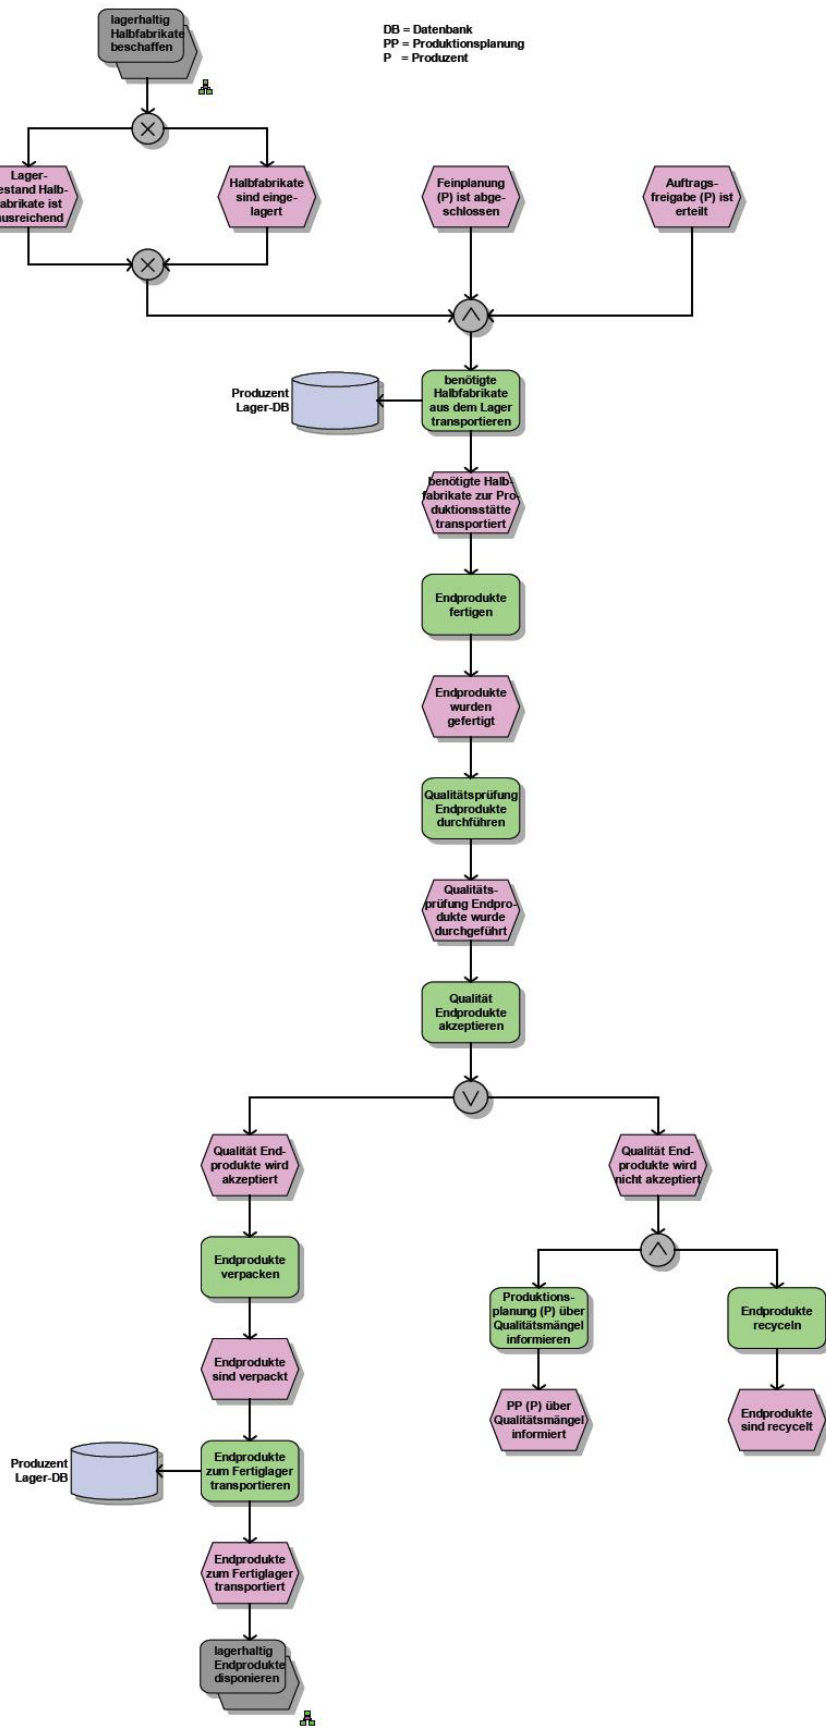 lagerhaltig
Halbfabrikate
beschaffen
DB = Datenbank
PP = Produktionsplanung
P = Produzent
Lager-
estand Halb-
abrikate ist
usreichend
Halbfabrikate
sind einge-
lagert
Feinplanung
(P) ist abge-
schlossen
Auftrags-
freigabe (P) ist
erteilt
Produzent
Lager-DB
benötigte
Halbfabrikate
aus dem Lager
transportieren
benötigte Halb-
fabrikate zur Pro-
duktionsstätte
transportiert
Endprodukte
fertigen
Endprodukte
wurden
gefertigt
Qualitätsprüfung
Endprodukte
durchführen
Qualitäts-
prüfung Endpro-
dukte wurde
durchgeführt
Qualität
Endprodukte
akzeptieren
Qualität End-
produkte wird
akzeptiert
Qualität End-
produkte wird
nicht akzeptiert
Endprodukte
verpacken
Produktions-
planung (P) über
Qualitätsmängel
informieren
Endprodukte
recyceln
Endprodukte
sind verpackt
PP (P) über
Qualitätsmängel
informiert
Endprodukte
sind recycelt
Produzent
Lager-DB
Endprodukte
zum Fertiglager
transportieren
Endprodukte
zum Fertiglager
transportiert
lagerhaltig
Endprodukte
disponieren